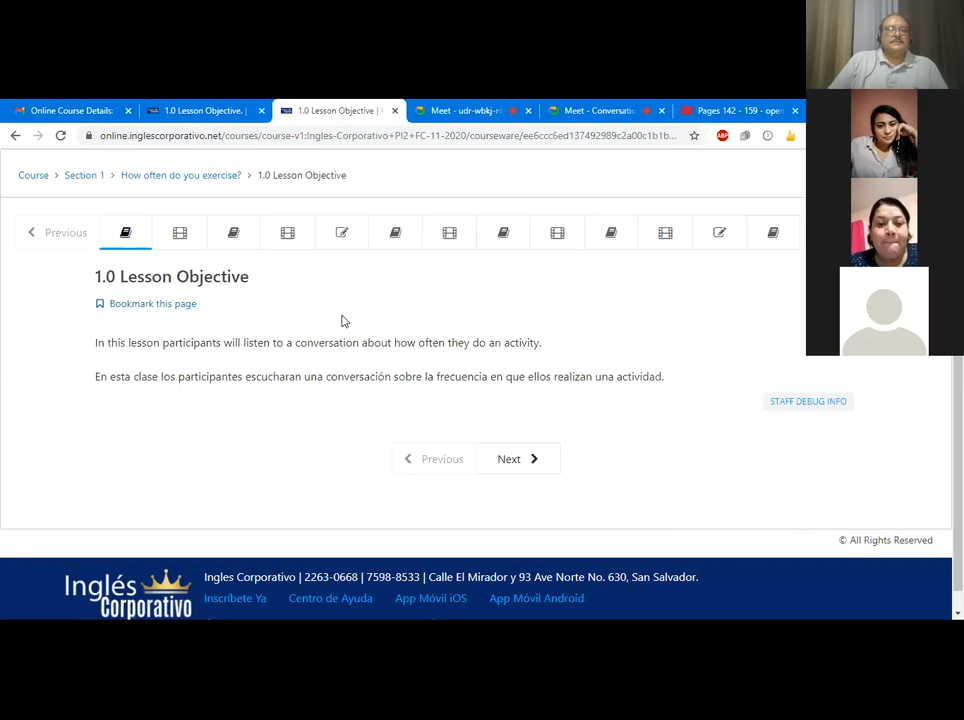 Online Course Details:
1.0 Lesson Objective.
1.0 Lesson Objective
Meet - udr-wbkj-n
Meet - Conversatio
Pages 142 - 159 - open
online.inglescorporativo.net/courses/course-v1:Ingles-Corporativo+PI2+FC-11-2020/courseware/ee6ccc6ed137492989c2a00c1b1b...
ABP
Course > Section 1 > How often do you exercise? > 1.0 Lesson Objective
Previous
1.0 Lesson Objective
Bookmark this page
In this lesson participants will listen to a conversation about how often they do an activity.
En esta clase los participantes escucharan una conversación sobre la frecuencia en que ellos realizan una actividad.
STAFF DEBUG INFO
Previous Next
© All Rights Reserved
Inglés Corporativo
Ingles Corporativo | 2263-0668 | 7598-8533 | Calle El Mirador y 93 Ave Norte No. 630, San Salvador.
Inscríbete Ya Centro de Ayuda App Móvil iOS App Móvil Android